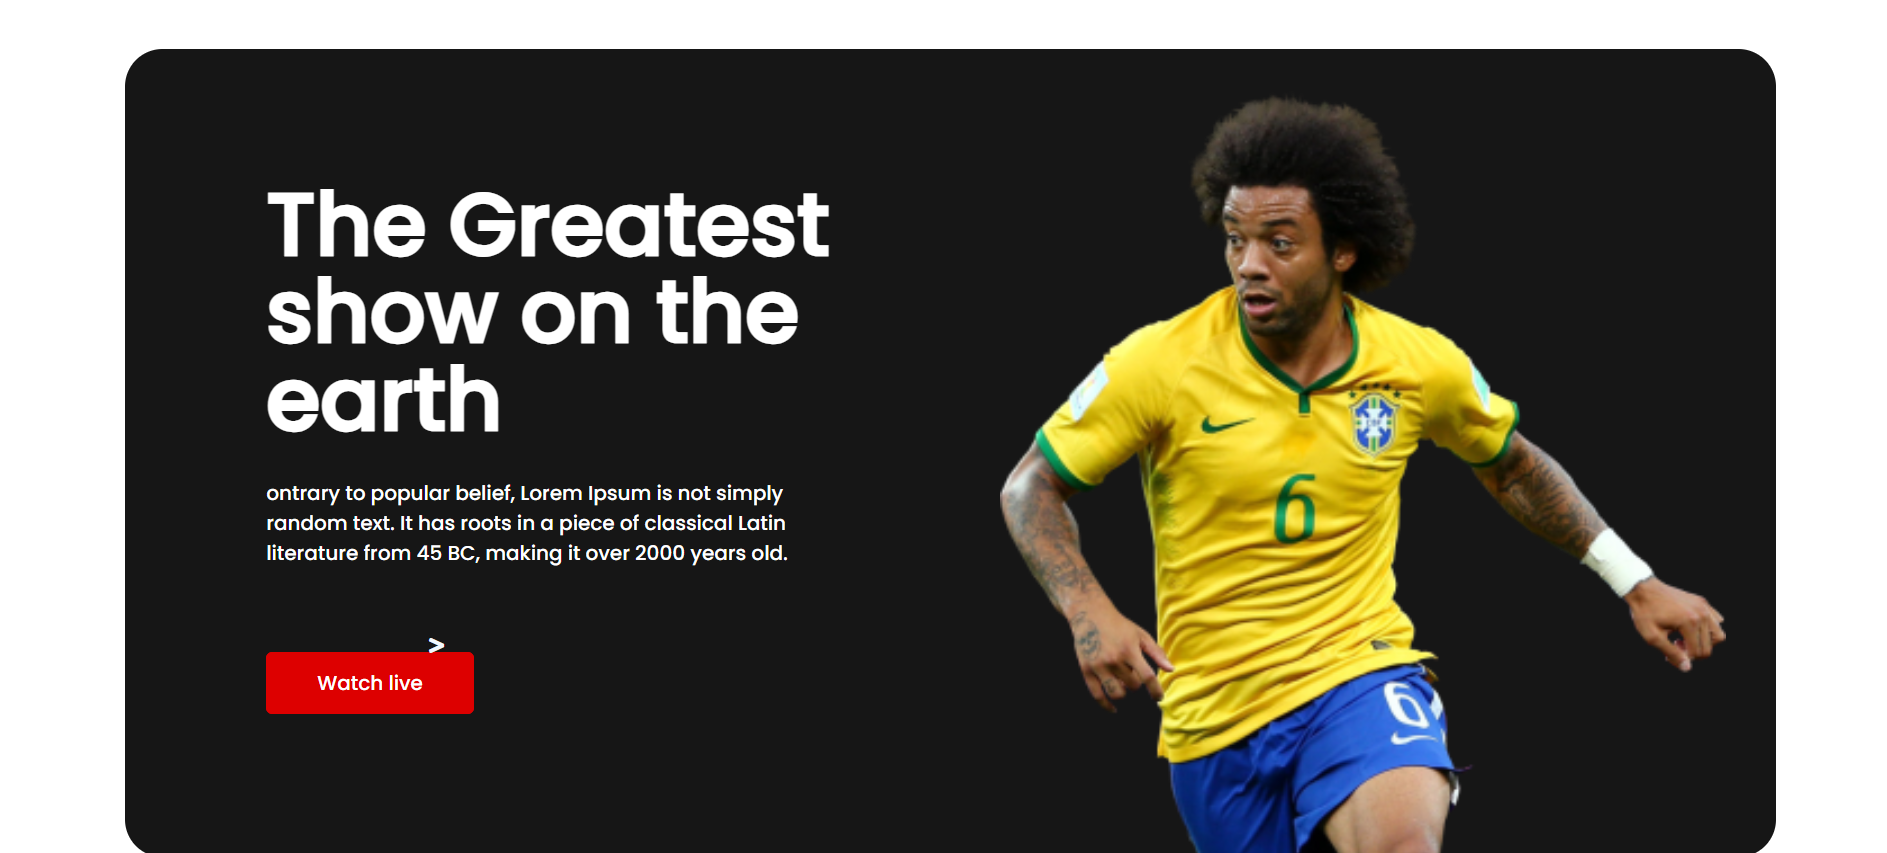 The Greatest
show on the
earth
ontrary to popular belief, Lorem Ipsum is not simply
random text. It has roots in a piece of classical Latin
literature from 45 BC, making it over 2000 years old.
>
Watch live
6
6